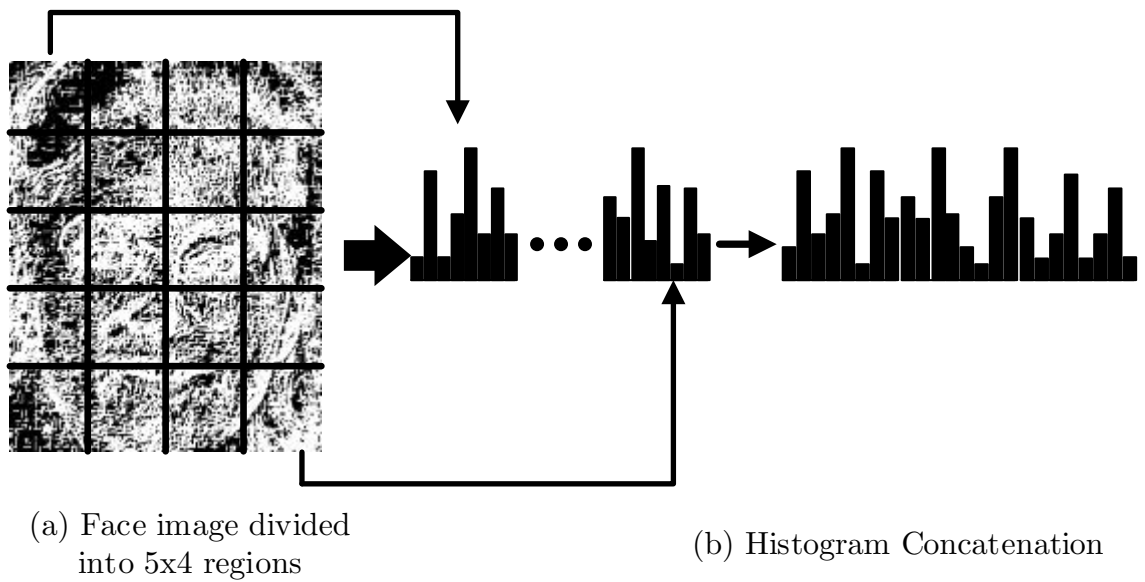 (a) Face image divided
into 5x4 regions
(b) Histogram Concatenation